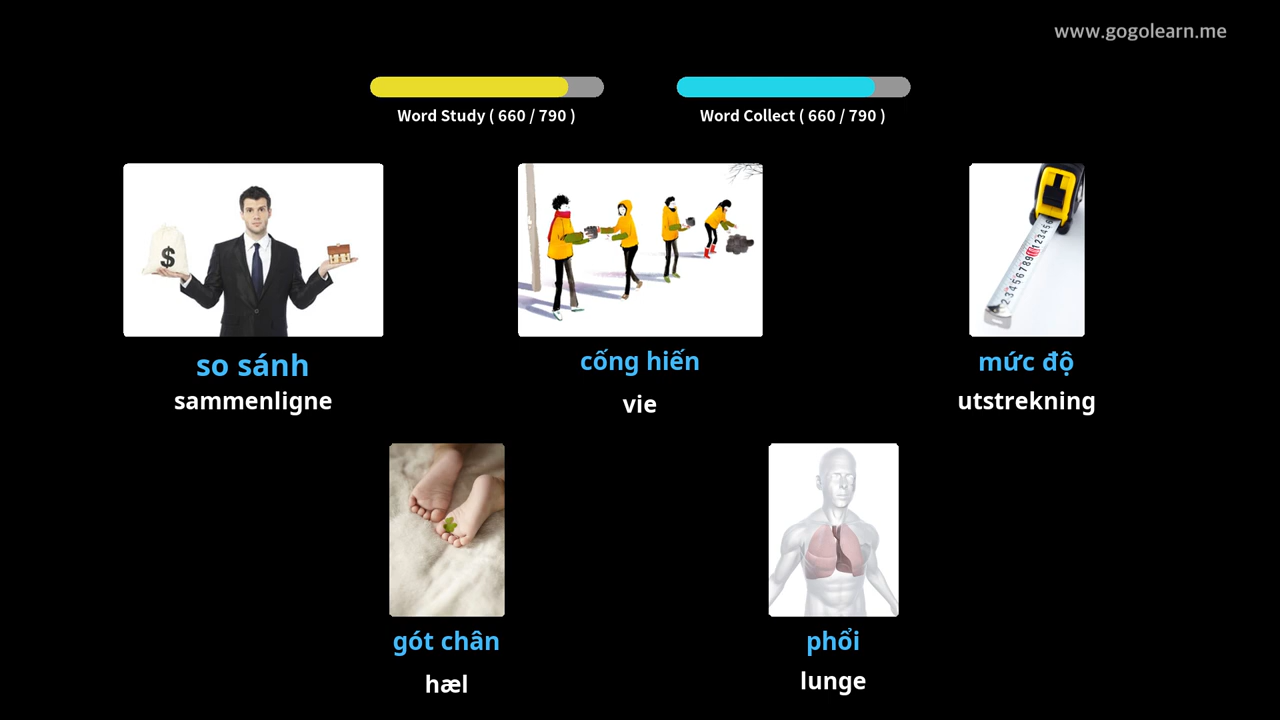 www.gogolearn.me
Word Study ( 660 / 790 )
Word Collect ( 660 / 790 )
so sánh
sammenligne
cống hiến
vie
mức độ
utstrekning
gót chân
hæl
phổi
lunge